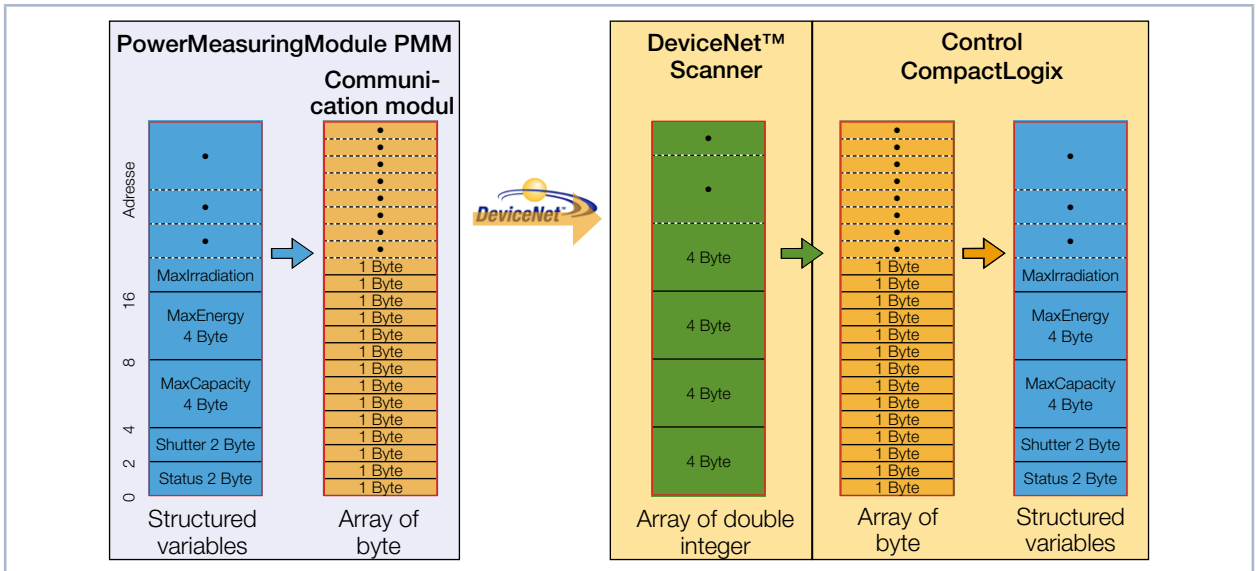 PowerMeasuringModule PMM
Communi-
cation modul
Adresse
16
8
4
2
0
MaxIrradiation
MaxEnergy
4 Byte
MaxCapacity
4 Byte
Shutter 2 Byte
Status 2 Byte
Structured
variables
1 Byte
1 Byte
1 Byte
1 Byte
1 Byte
1 Byte
1 Byte
1 Byte
1 Byte
1 Byte
1 Byte
1 Byte
1 Byte
1 Byte
Array of
byte
DeviceNet™
DeviceNet™
Scanner
4 Byte
4 Byte
4 Byte
4 Byte
Array of double
integer
Control
CompactLogix
1 Byte
1 Byte
1 Byte
1 Byte
1 Byte
1 Byte
1 Byte
1 Byte
1 Byte
1 Byte
1 Byte
1 Byte
1 Byte
1 Byte
Array of
byte
MaxIrradiation
MaxEnergy
4 Byte
MaxCapacity
4 Byte
Shutter 2 Byte
Status 2 Byte
Structured
variables